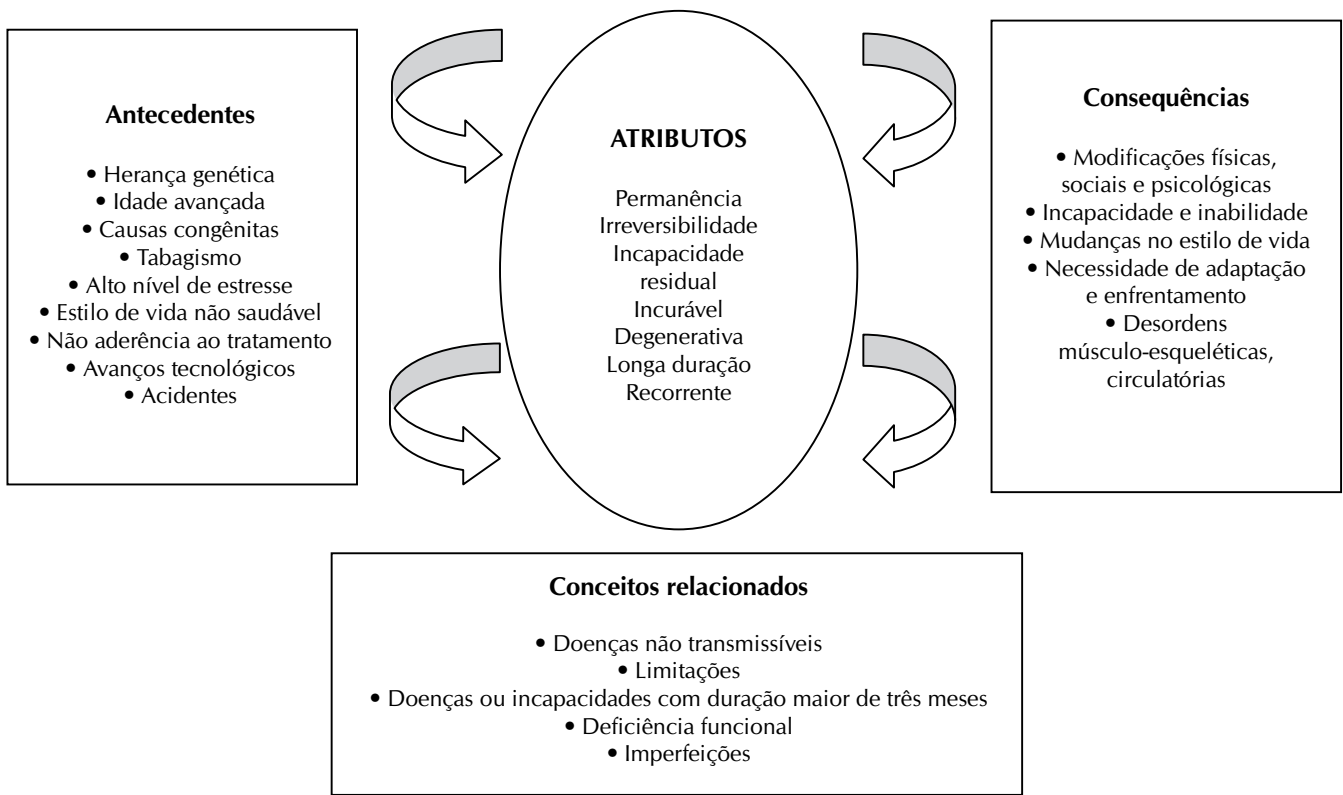 Antecedentes
• Herança genética
• Idade avançada
• Causas congênitas
• Tabagismo
• Alto nível de estresse
• Estilo de vida não saudável
• Não aderência ao tratamento
• Avanços tecnológicos
• Acidentes
ATRIBUTOS
Permanência
Irreversibilidade
Incapacidade
residual
Incurável
Degenerativa
Longa duração
Recorrente
Consequências
• Modificações físicas,
sociais e psicológicas
• Incapacidade e inabilidade
• Mudanças no estilo de vida
• Necessidade de adaptação
e enfrentamento
• Desordens
músculo-esqueléticas,
circulatórias
Conceitos relacionados
• Doenças não transmissíveis
• Limitações
• Doenças ou incapacidades com duração maior de três meses
• Deficiência funcional
• Imperfeições